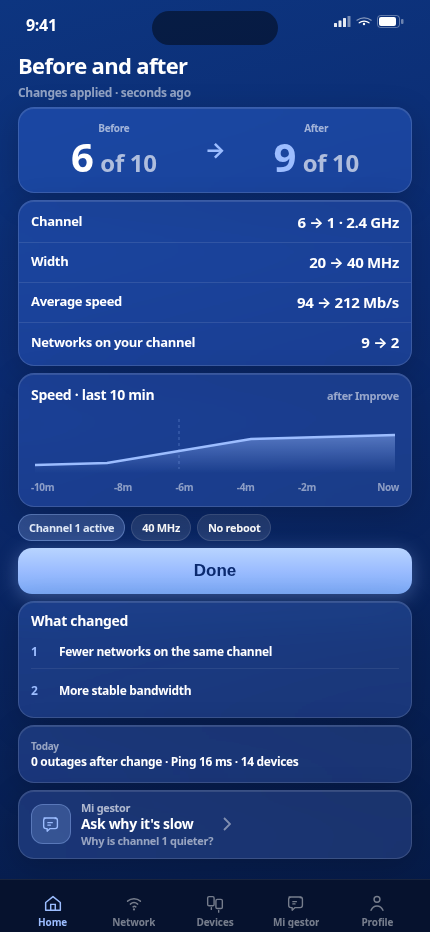 9:41
Before and after
Changes applied · seconds ago
Before
After
6 of 10 → 9 of 10
Channel 6 → 1 · 2.4 GHz
Width 20 → 40 MHz
Average speed 94 → 212 Mb/s
Networks on your channel 9 → 2
Speed · last 10 min after Improve
-10m -8m -6m -4m -2m Now
Channel 1 active 40 MHz No reboot
Done
What changed
1 Fewer networks on the same channel
2 More stable bandwidth
Today
0 outages after change · Ping 16 ms · 14 devices
Mi gestor
Ask why it's slow
Why is channel 1 quieter?
Home Network Devices Mi gestor Profile